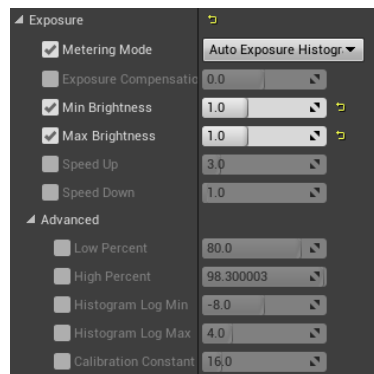 Exposure
Metering Mode Auto Exposure Histogr
Exposure Compensatio 0.0
Min Brightness 1.0
Max Brightness 1.0
Speed Up 3.0
Speed Down 1.0
Advanced
Low Percent 80.0
High Percent 98.300003
Histogram Log Min -8.0
Histogram Log Max 4.0
Calibration Constant 16.0